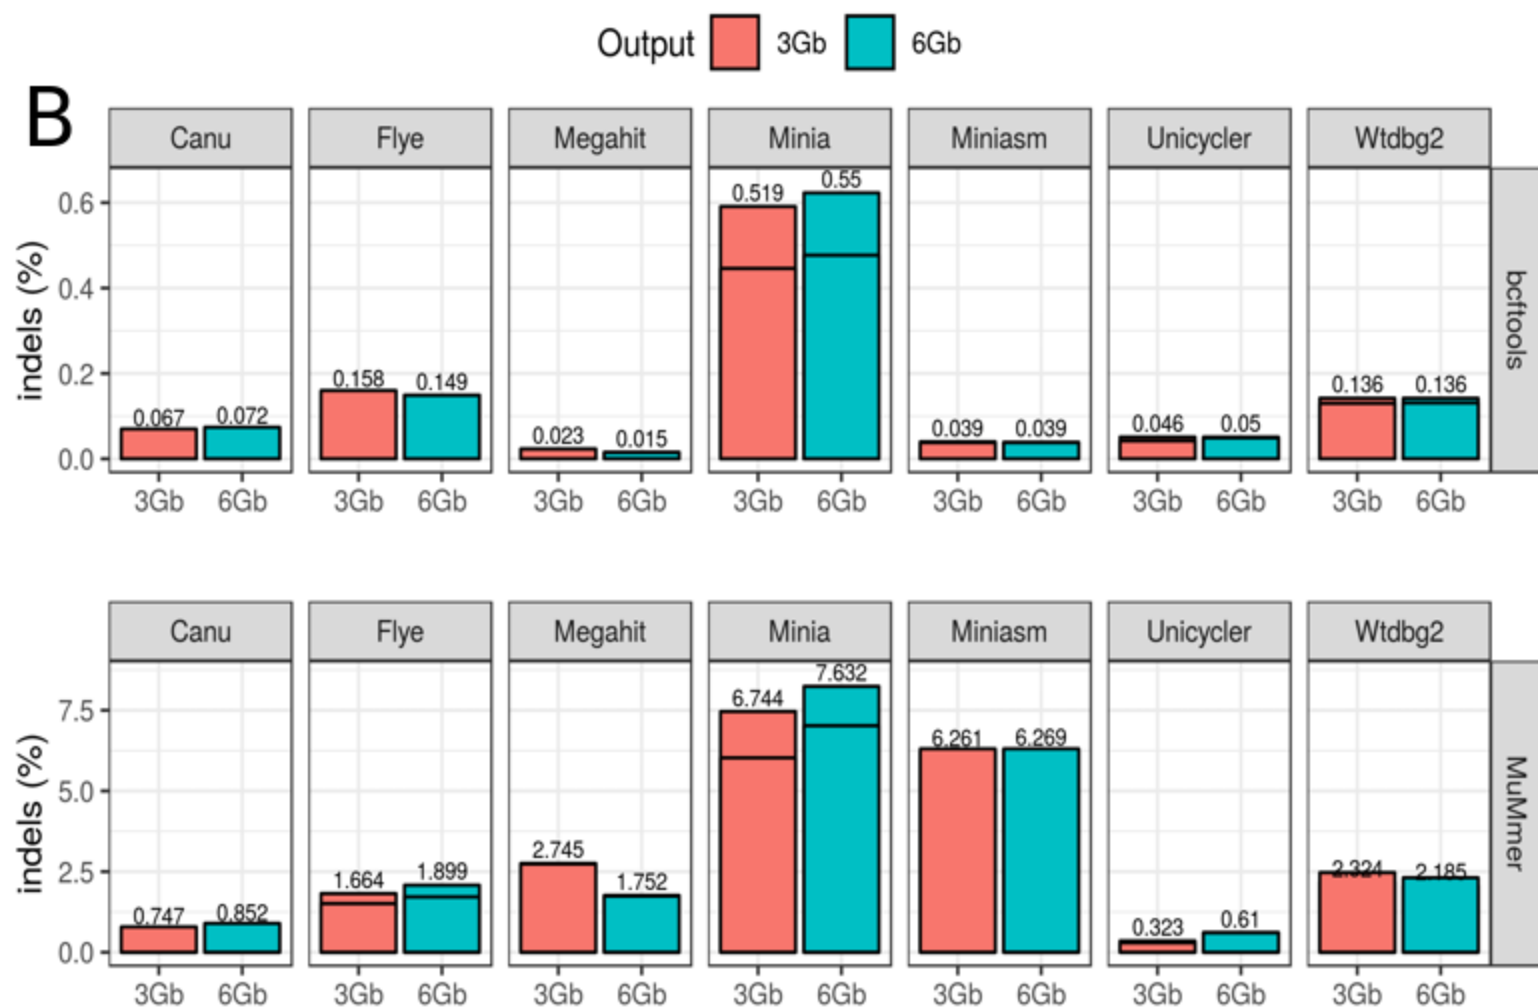 Output 3Gb 6Gb
B
Canu Flye Megahit Minia Miniasm Unicycler Wtdbg2
indels (%)
0.6
0.4
0.2
0.0
0.067 0.072 0.158 0.149 0.023 0.015 0.519 0.55 0.039 0.039 0.046 0.05 0.136 0.136
bcftools
3Gb 6Gb 3Gb 6Gb 3Gb 6Gb 3Gb 6Gb 3Gb 6Gb 3Gb 6Gb 3Gb 6Gb
Canu Flye Megahit Minia Miniasm Unicycler Wtdbg2
indels (%)
7.5
5.0
2.5
0.0
0.747 0.852 1.664 1.899 2.745 1.752 6.744 7.632 6.261 6.269 0.323 0.61 2.324 2.185
MuMmer
3Gb 6Gb 3Gb 6Gb 3Gb 6Gb 3Gb 6Gb 3Gb 6Gb 3Gb 6Gb 3Gb 6Gb